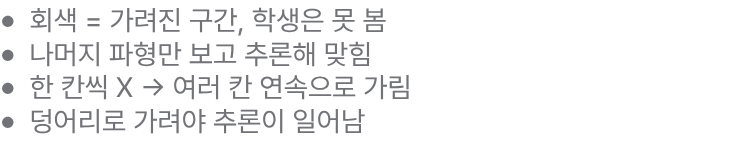 ● 회색 = 가려진 구간, 학생은 못 봄
● 나머지 파형만 보고 추론해 맞힘
● 한 칸씩 X → 여러 칸 연속으로 가림
● 덩어리로 가려야 추론이 일어남